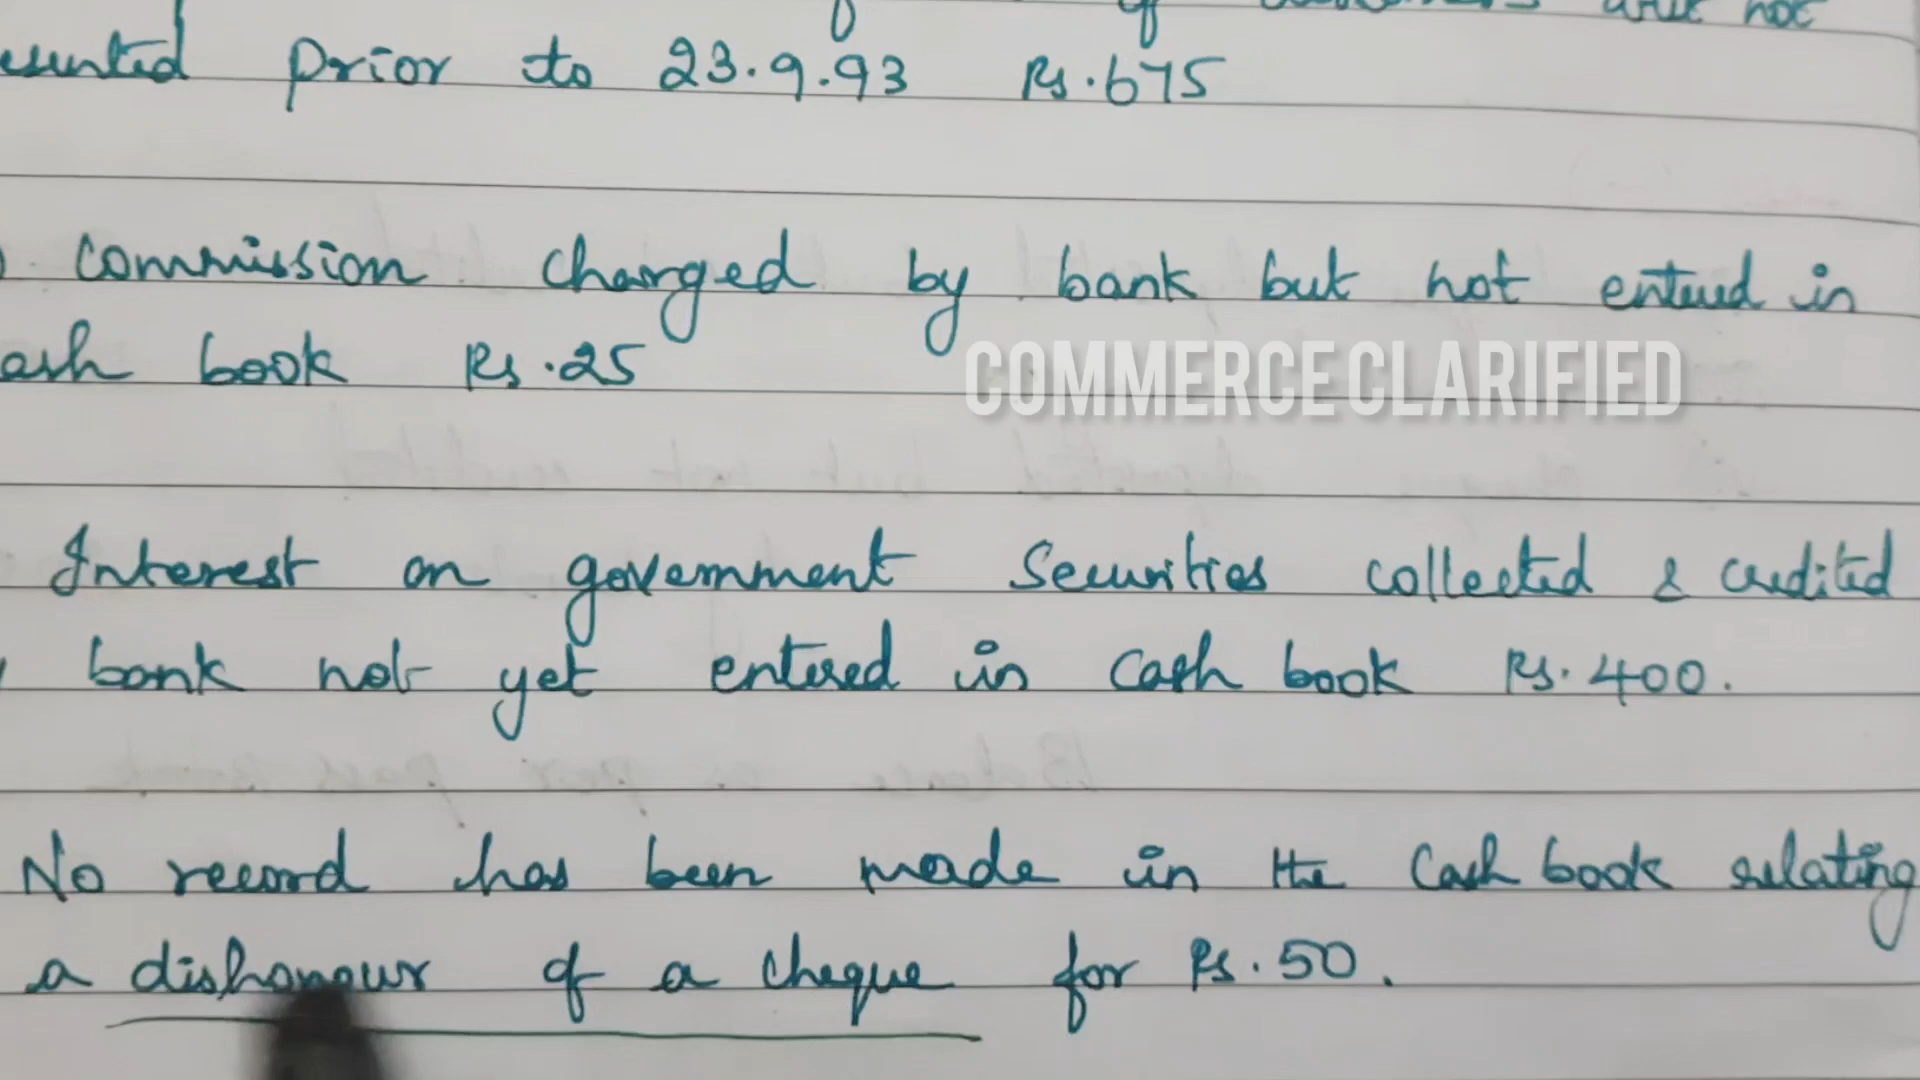 prior to 23.9.93 Rs.675
commission charged by bank but not entered in
book Rs.25
COMMERCE CLARIFIED
Interest on government securities collected & credited
bank not yet entered in cash book Rs.400.
No record has been made in the Cash book relating
a dishonour of a cheque for Rs.50.